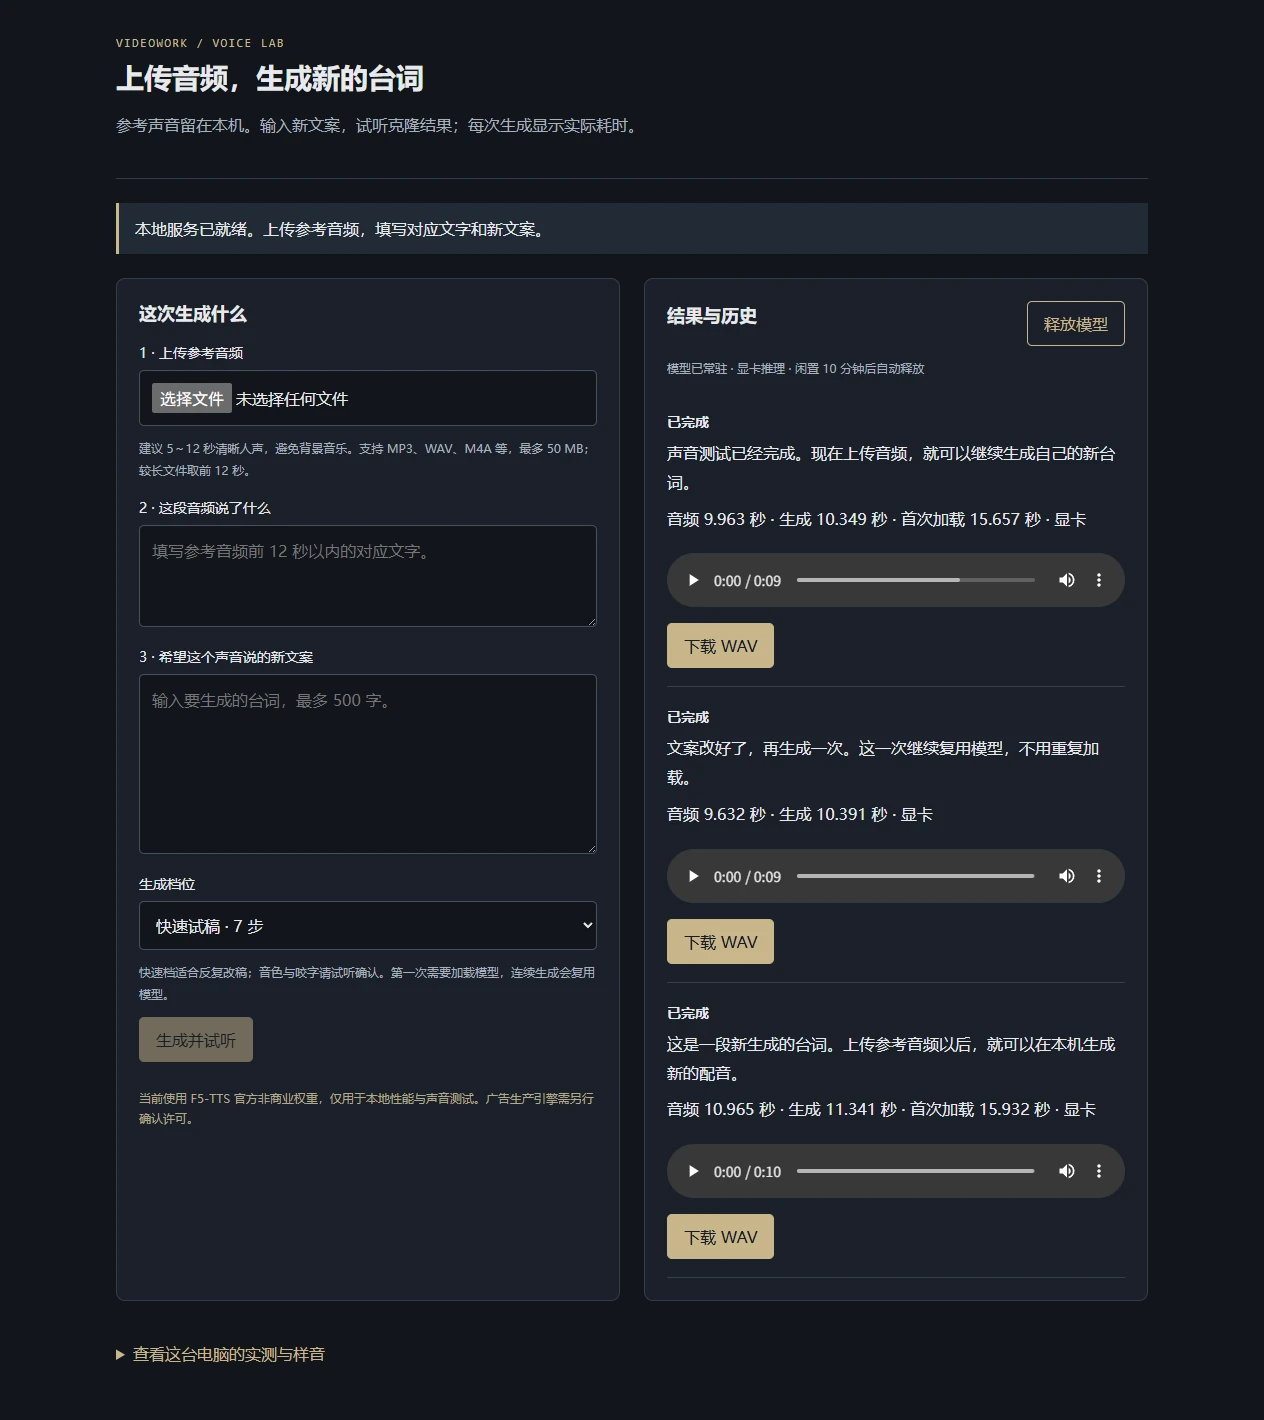 VIDEOWORK / VOICE LAB
上传音频，生成新的台词
参考声音留在本机。输入新文案，试听克隆结果；每次生成显示实际耗时。
本地服务已就绪。上传参考音频，填写对应文字和新文案。
这次生成什么
1 · 上传参考音频
选择文件 未选择任何文件
建议 5～12 秒清晰人声，避免背景音乐。支持 MP3、WAV、M4A 等，最多 50 MB；
较长文件取前 12 秒。
2 · 这段音频说了什么
填写参考音频前 12 秒以内的对应文字。
3 · 希望这个声音说的新文案
输入要生成的台词，最多 500 字。
生成档位
快速试稿 · 7 步
快速档适合反复改稿；音色与咬字请试听确认。第一次需要加载模型，连续生成会复用
模型。
生成并试听
当前使用 F5-TTS 官方非商业权重，仅用于本地性能与声音测试。广告生产引擎需另行
确认许可。
结果与历史
释放模型
模型已常驻 · 显卡推理 · 闲置 10 分钟后自动释放
已完成
声音测试已经完成。现在上传音频，就可以继续生成自己的新台
词。
音频 9.963 秒 · 生成 10.349 秒 · 首次加载 15.657 秒 · 显卡
0:00 / 0:09
下载 WAV
已完成
文案改好了，再生成一次。这一次继续复用模型，不用重复加
载。
音频 9.632 秒 · 生成 10.391 秒 · 显卡
0:00 / 0:09
下载 WAV
已完成
这是一段新生成的台词。上传参考音频以后，就可以在本机生成
新的配音。
音频 10.965 秒 · 生成 11.341 秒 · 首次加载 15.932 秒 · 显卡
0:00 / 0:10
下载 WAV
查看这台电脑的实测与样音